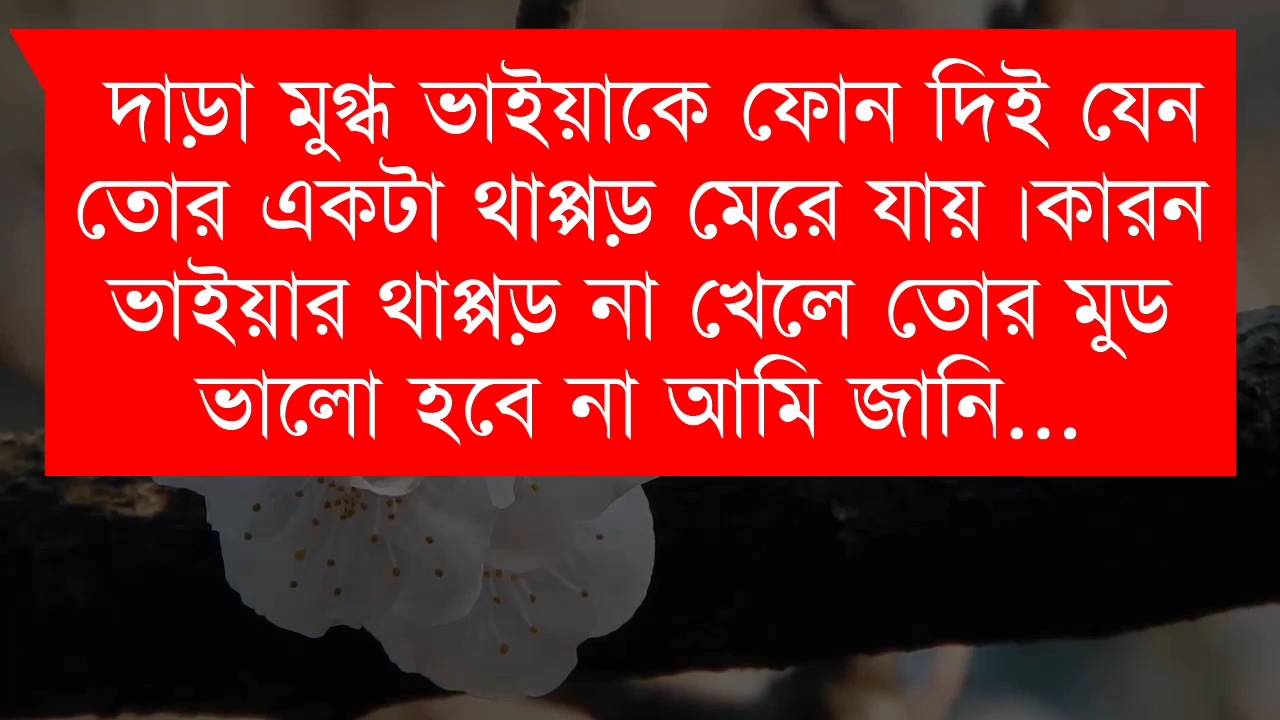 দাড়া মুগ্ধ ভাইয়াকে ফোন দিই যেন
তোর একটা থাপ্পড় মেরে যায় ।কারন
ভাইয়ার থাপ্পড় না খেলে তোর মুড
ভালো হবে না আমি জানি...